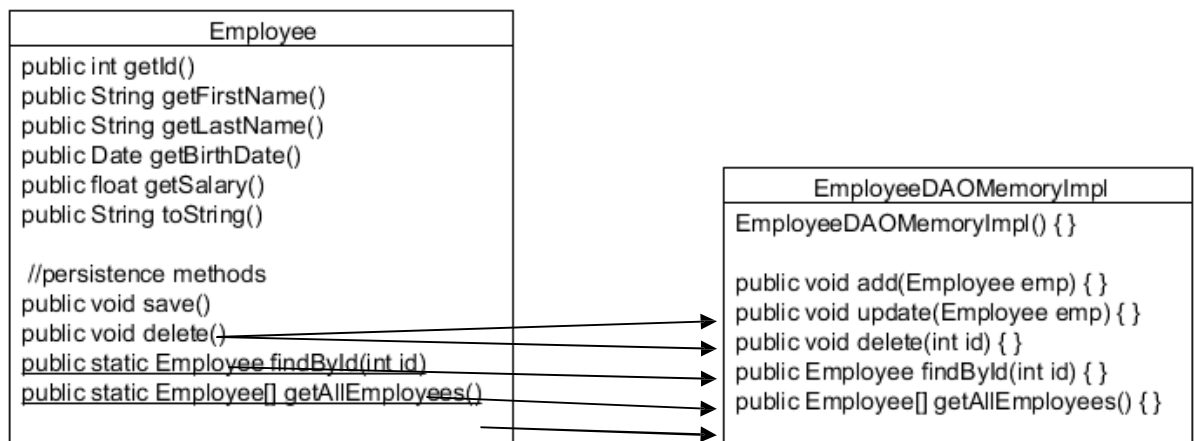 Employee
public int getId()
public String getFirstName()
public String getLastName()
public Date getBirthDate()
public float getSalary()
public String toString()
//persistence methods
public void save()
public void delete()
public static Employee findById(int id)
public static Employee[] getAllEmployees()
EmployeeDAOMemoryImpl
EmployeeDAOMemoryImpl() { }
public void add(Employee emp) { }
public void update(Employee emp) { }
public void delete(int id) { }
public Employee findById(int id) { }
public Employee[] getAllEmployees() { }